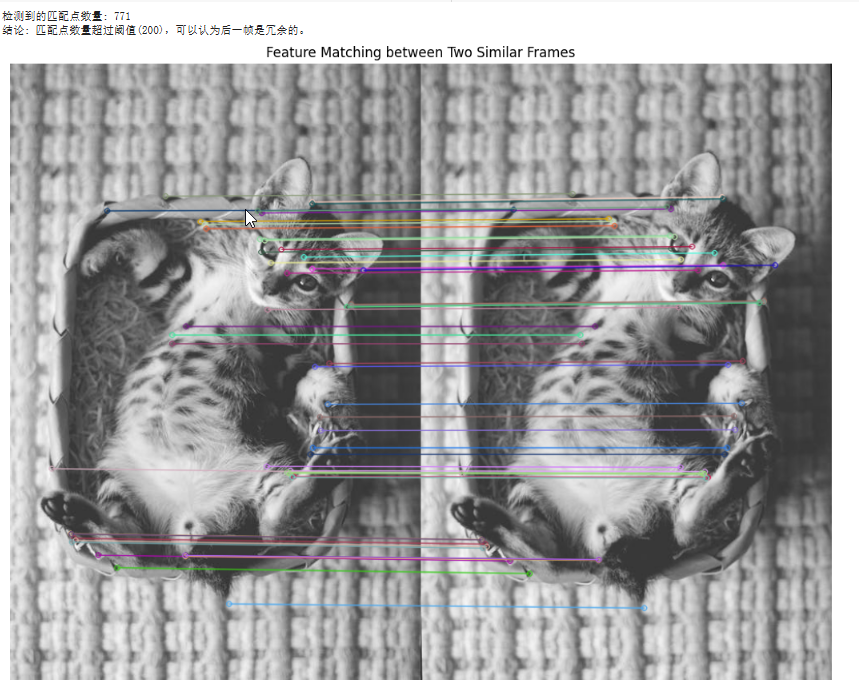 检测到的匹配点数量: 771
结论: 匹配点数量超过阈值(200)，可以认为后一帧是冗余的。
Feature Matching between Two Similar Frames